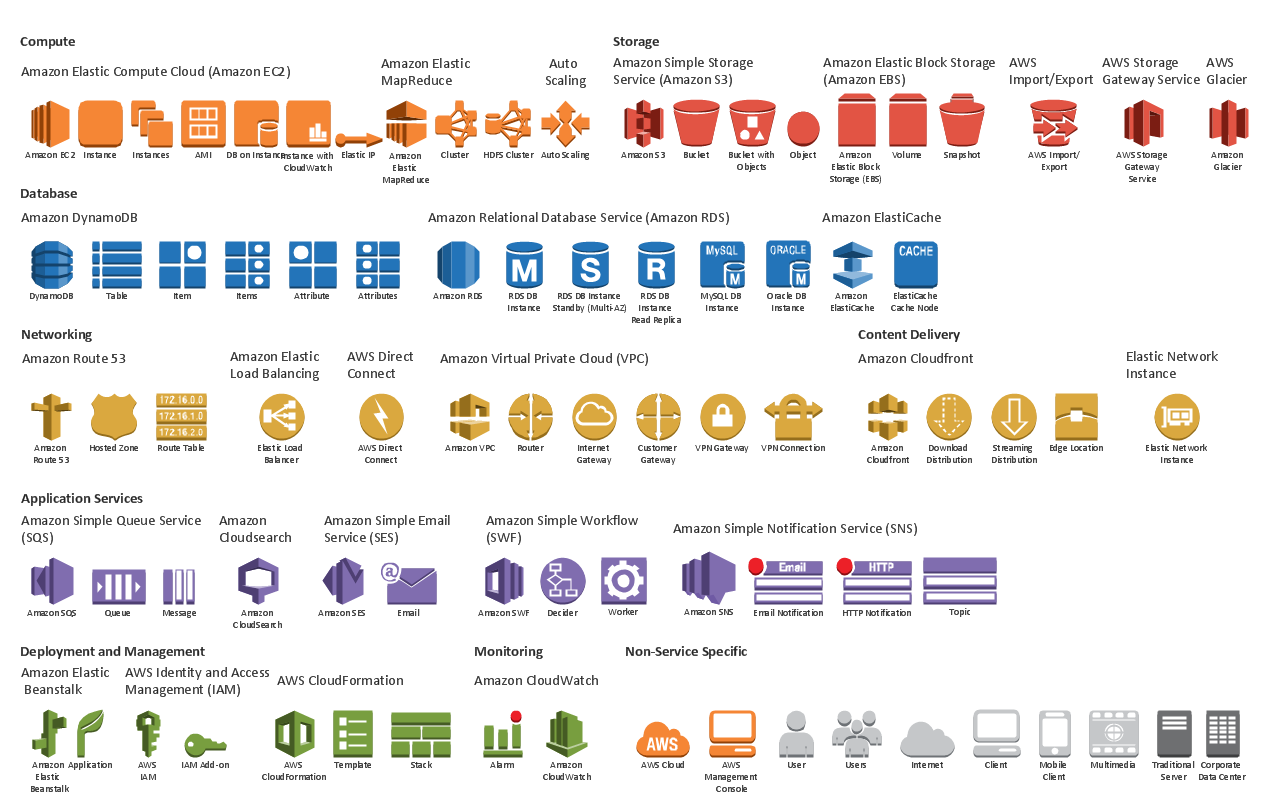 Compute
Storage
Amazon Elastic Compute Cloud (Amazon EC2)
Amazon Elastic
MapReduce
Auto
Scaling
Amazon Simple Storage
Service (Amazon S3)
Amazon Elastic Block Storage
(Amazon EBS)
AWS
Import/Export
AWS Storage
Gateway Service
AWS
Glacier
Amazon EC2
Instance
Instances
AMI
DB on Instance
Instance with
CloudWatch
Elastic IP
Amazon
Elastic
MapReduce
Cluster
HDFS Cluster
Auto Scaling
Amazon S3
Bucket
Bucket with
Objects
Object
Amazon
Elastic Block
Storage (EBS)
Volume
Snapshot
AWS Import/
Export
AWS Storage
Gateway
Service
Amazon
Glacier
Database
Amazon DynamoDB
Amazon Relational Database Service (Amazon RDS)
Amazon ElastiCache
M
S
R
MySQL
M
ORACLE
M
CACHE
DynamoDB
Table
Item
Items
Attribute
Attributes
Amazon RDS
RDS DB
Instance
RDS DB Instance
Standby (Multi-AZ)
RDS DB
Instance
Read Replica
MySQL DB
Instance
Oracle DB
Instance
Amazon
ElastiCache
ElastiCache
Cache Node
Networking
Content Delivery
Amazon Route 53
Amazon Elastic
Load Balancing
AWS Direct
Connect
Amazon Virtual Private Cloud (VPC)
Amazon Cloudfront
Elastic Network
Instance
172.16.0.0
172.16.1.0
172.16.2.0
Amazon
Route 53
Hosted Zone
Route Table
Elastic Load
Balancer
AWS Direct
Connect
Amazon VPC
Router
Internet
Gateway
Customer
Gateway
VPN Gateway
VPN Connection
Amazon
Cloudfront
Download
Distribution
Streaming
Distribution
Edge Location
Elastic Network
Instance
Application Services
Amazon Simple Queue Service
(SQS)
Amazon
Cloudsearch
Amazon Simple Email
Service (SES)
Amazon Simple Workflow
(SWF)
Amazon Simple Notification Service (SNS)
@
Email
HTTP
Amazon SQS
Queue
Message
Amazon
CloudSearch
Amazon SES
Email
Amazon SWF
Decider
Worker
Amazon SNS
Email Notification
HTTP Notification
Topic
Deployment and Management
Monitoring
Non-Service Specific
Amazon Elastic
Beanstalk
AWS Identity and Access
Management (IAM)
AWS CloudFormation
Amazon CloudWatch
AWS
Amazon
Elastic
Beanstalk
Application
AWS
IAM
IAM Add-on
AWS
CloudFormation
Template
Stack
Alarm
Amazon
CloudWatch
AWS Cloud
AWS
Management
Console
User
Users
Internet
Client
Mobile
Client
Multimedia
Traditional
Server
Corporate
Data Center